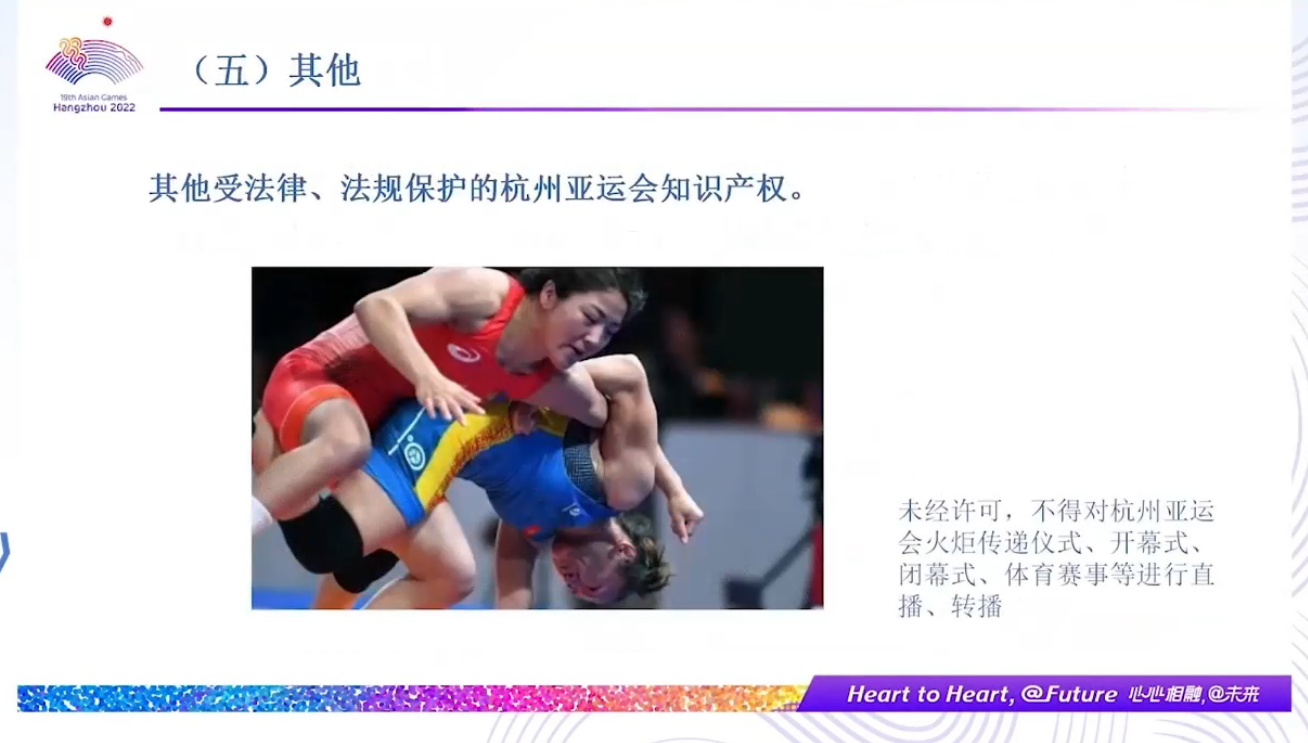 19th Asian Games
Hangzhou 2022
（五）其他
其他受法律、法规保护的杭州亚运会知识产权。
未经许可，不得对杭州亚运
会火炬传递仪式、开幕式、
闭幕式、体育赛事等进行直
播、转播
Heart to Heart, @Future 心心相融,@未来